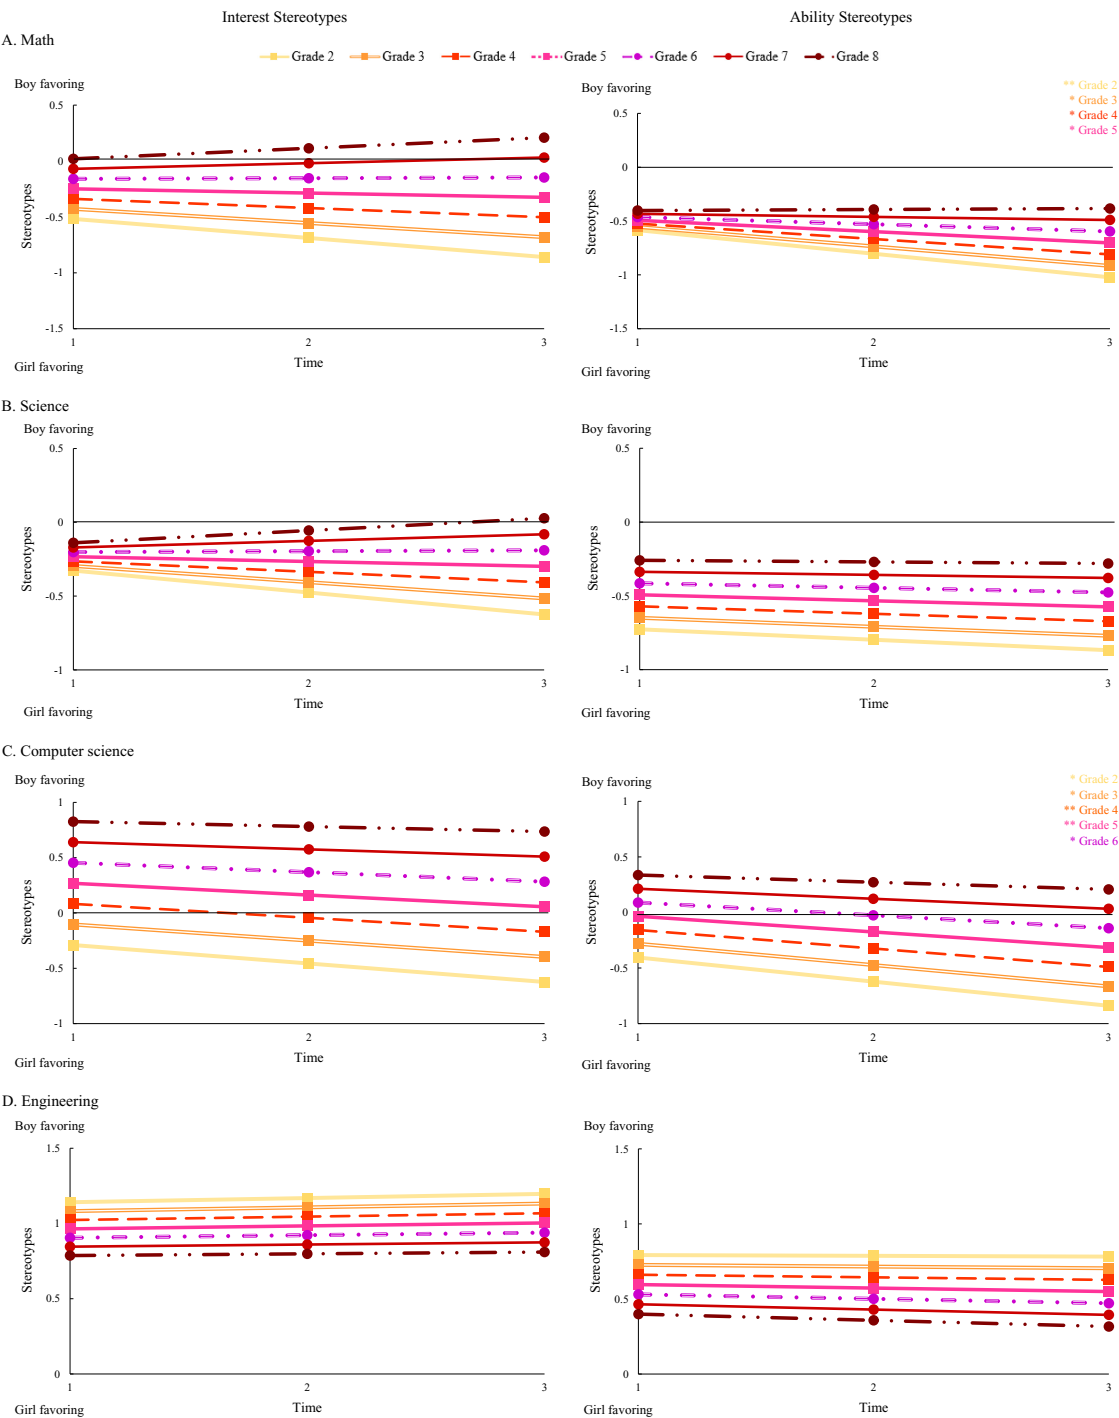 Interest Stereotypes
Ability Stereotypes
A. Math
Grade 2 Grade 3 Grade 4 Grade 5 Grade 6 Grade 7 Grade 8
Boy favoring
0.5
0
-0.5
-1
-1.5
Stereotypes
1 2 3
Time
Girl favoring
Boy favoring
** Grade 2
* Grade 3
* Grade 4
* Grade 5
0.5
0
-0.5
-1
-1.5
Stereotypes
1 2 3
Time
Girl favoring
B. Science
Boy favoring
0.5
0
-0.5
-1
Stereotypes
1 2 3
Time
Girl favoring
Boy favoring
0.5
0
-0.5
-1
Stereotypes
1 2 3
Time
Girl favoring
C. Computer science
Boy favoring
1
0.5
0
-0.5
-1
Stereotypes
1 2 3
Time
Girl favoring
Boy favoring
* Grade 2
* Grade 3
** Grade 4
** Grade 5
* Grade 6
1
0.5
0
-0.5
-1
Stereotypes
1 2 3
Time
Girl favoring
D. Engineering
Boy favoring
1.5
1
0.5
0
Stereotypes
1 2 3
Time
Girl favoring
Boy favoring
1.5
1
0.5
0
Stereotypes
1 2 3
Time
Girl favoring